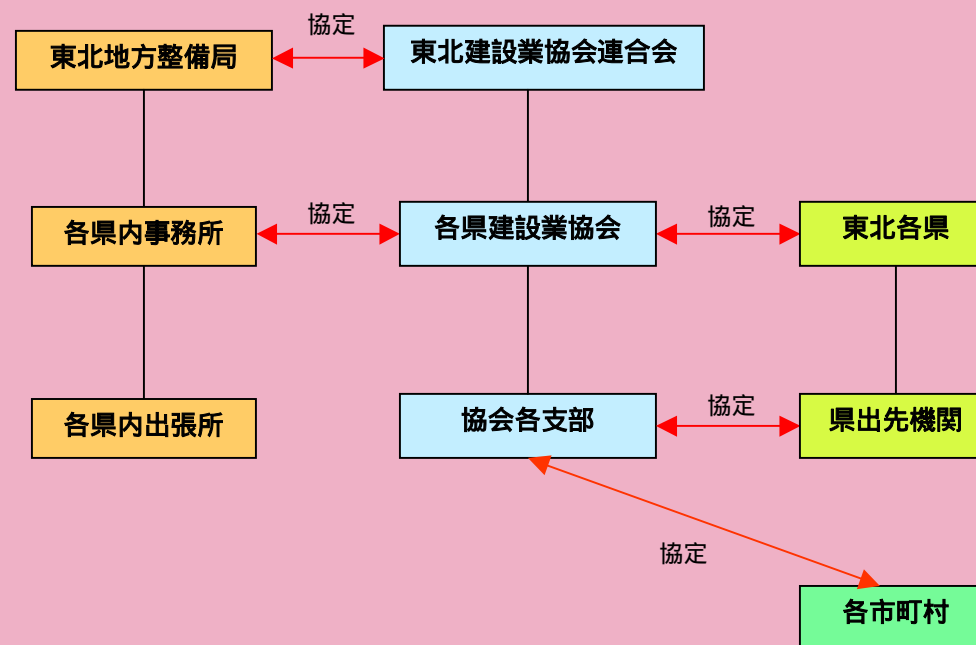 協定
東北地方整備局
東北建設業協会連合会
協定
協定
各県内事務所
各県建設業協会
東北各県
協定
各県内出張所
協会各支部
県出先機関
協定
各市町村